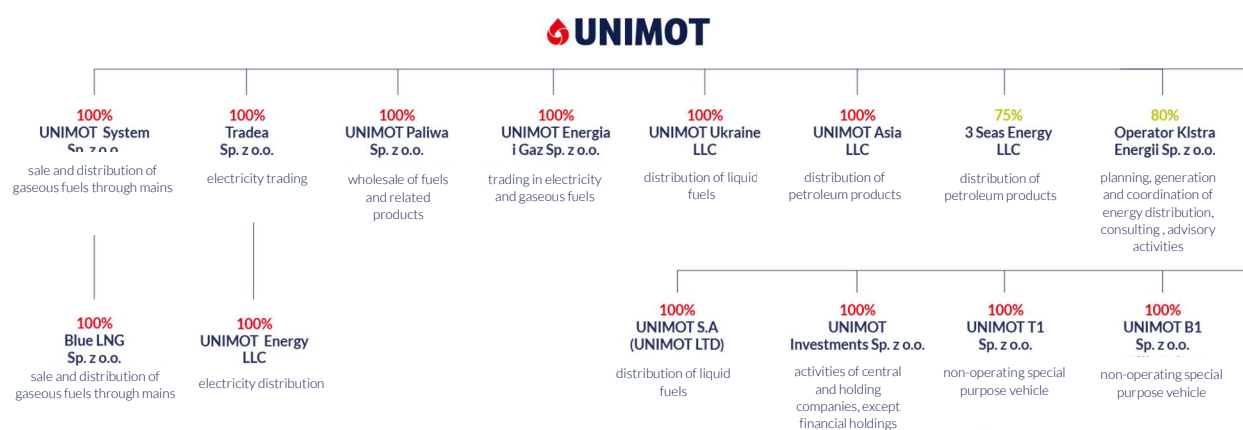 UNIMOT
100%
UNIMOT System
Sp. z o.o.
sale and distribution of
gaseous fuels through mains
100%
Tradea
Sp. z o.o.
electricity trading
100%
UNIMOT Paliwa
Sp. z o.o.
wholesale of fuels
and related
products
100%
UNIMOT Energia
i Gaz Sp. z o.o.
trading in electricity
and gaseous fuels
100%
UNIMOT Ukraine
LLC
distribution of liquid
fuels
100%
UNIMOT Asia
LLC
distribution of
petroleum products
75%
3 Seas Energy
LLC
distribution of
petroleum products
80%
Operator Klstra
Energii Sp. z o.o.
planning, generation
and coordination of
energy distribution,
consulting , advisory
activities
100%
Blue LNG
Sp. z o.o.
sale and distribution of
gaseous fuels through mains
100%
UNIMOT Energy
LLC
electricity distribution
100%
UNIMOT S.A
(UNIMOT LTD)
distribution of liquid
fuels
100%
UNIMOT
Investments Sp. z o.o.
activities of central
and holding
companies, except
financial holdings
100%
UNIMOT T1
Sp. z o.o.
non-operating special
purpose vehicle
100%
UNIMOT B1
Sp. z o.o.
non-operating special
purpose vehicle